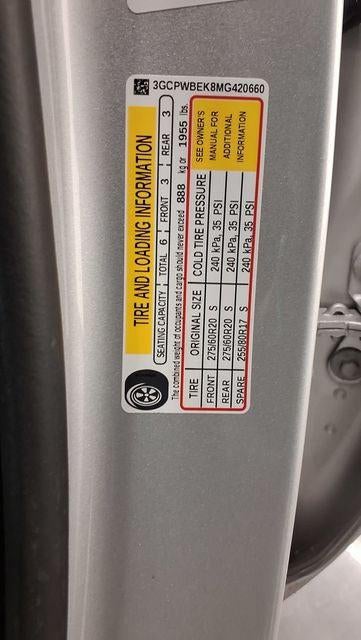 3GCPWBEK8MG420660
TIRE AND LOADING INFORMATION
SEATING CAPACITY TOTAL 6 FRONT 3 REAR 3
The combined weight of occupants and cargo should never exceed 888 kg or 1955 lbs.
TIRE ORIGINAL SIZE COLD TIRE PRESSURE
FRONT 275/60R20 S 240 kPa, 35 PSI
REAR 275/60R20 S 240 kPa, 35 PSI
SPARE 255/80R17 S 240 kPa, 35 PSI
SEE OWNER'S
MANUAL FOR
ADDITIONAL
INFORMATION